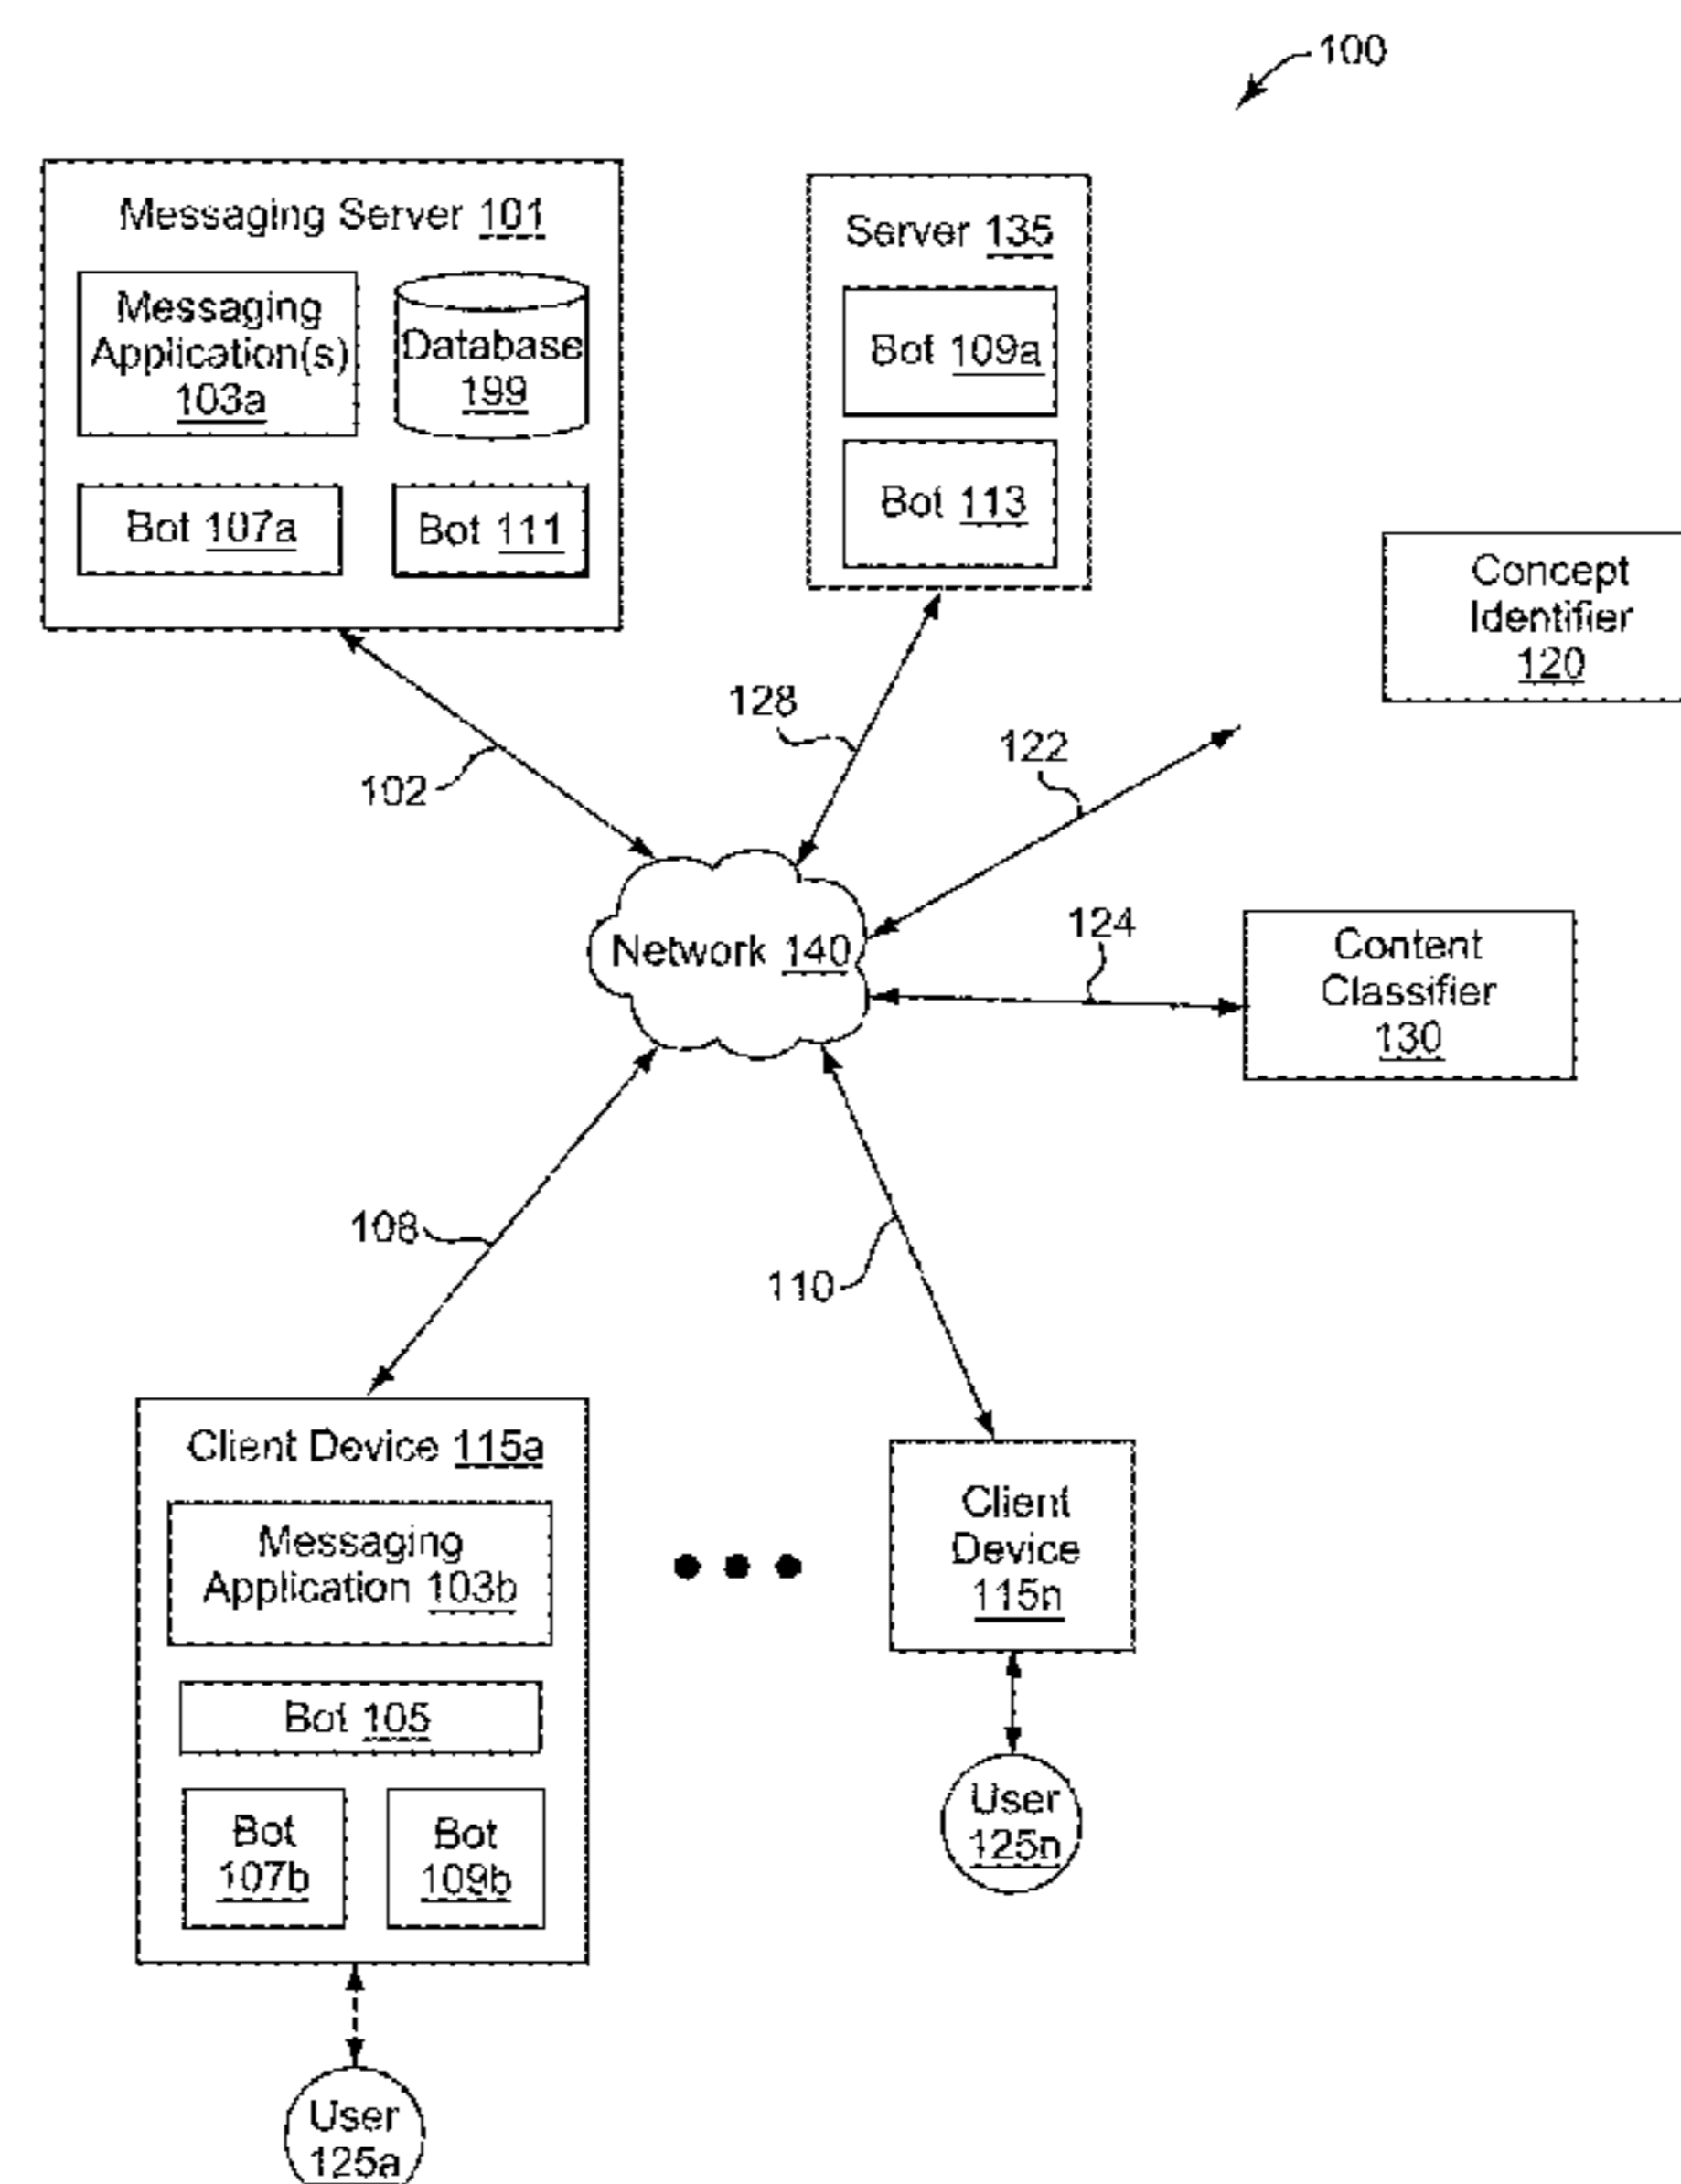 100
Messaging Server 101
Messaging
Application(s)
103a
Database
199
Bot 107a
Bot 111
Server 135
Bot 109a
Bot 113
Concept
Identifier
120
102
128
122
Network 140
124
Content
Classifier
130
108
110
Client Device 115a
Messaging
Application 103b
Bot 105
Bot
107b
Bot
109b
Client
Device
115n
User
125n
User
125a